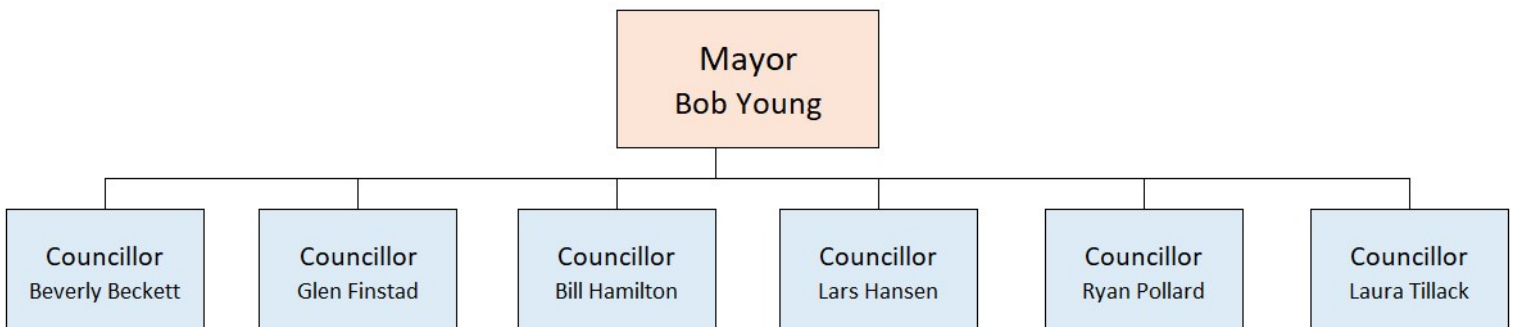 Mayor
Bob Young
Councillor
Beverly Beckett
Councillor
Glen Finstad
Councillor
Bill Hamilton
Councillor
Lars Hansen
Councillor
Ryan Pollard
Councillor
Laura Tillack